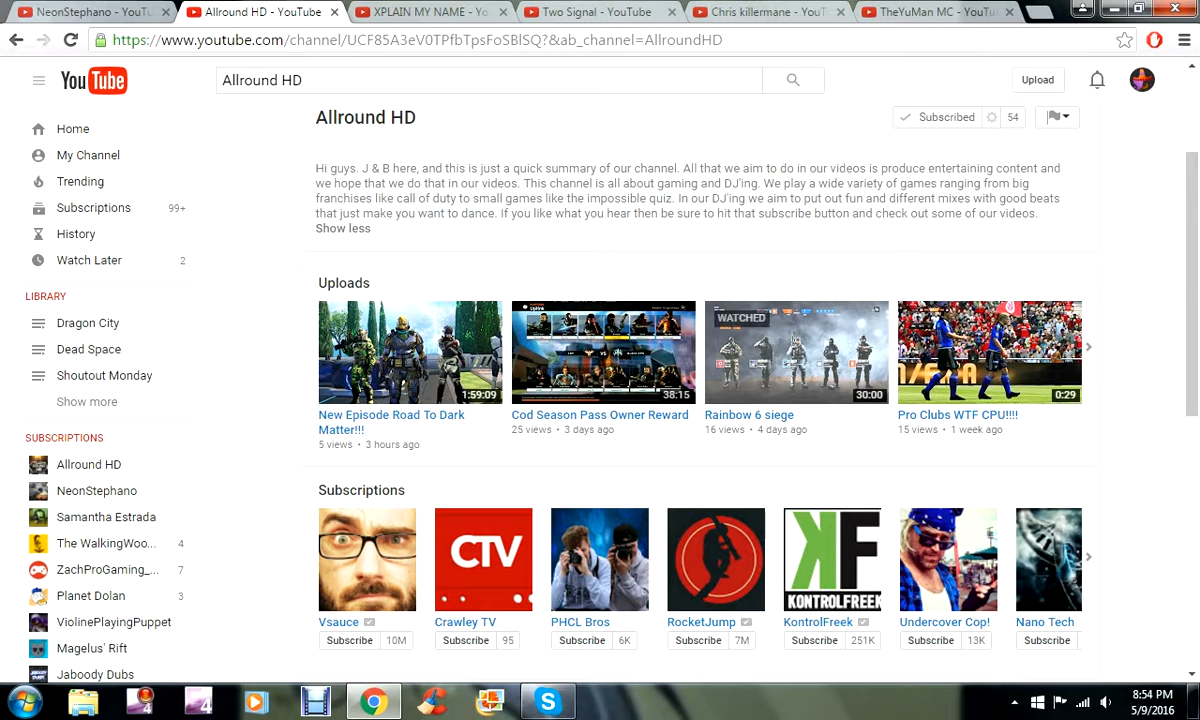 NeonStephano - YouTu
Allround HD - YouTube
XPLAIN MY NAME - Yo
Two Signal - YouTube
Chris killermane - YouT
TheYuMan MC - YouTu
https://www.youtube.com/channel/UCF85A3eV0TPfbTpsFoSBlSQ?&ab_channel=AllroundHD
YouTube
Allround HD
Upload
Home
My Channel
Trending
Subscriptions 99+
History
Watch Later 2
LIBRARY
Dragon City
Dead Space
Shoutout Monday
Show more
SUBSCRIPTIONS
Allround HD
NeonStephano
Samantha Estrada
The WalkingWoo... 4
ZachProGaming_... 7
Planet Dolan 3
ViolinePlayingPuppet
Magelus' Rift
Jaboody Dubs
Allround HD
Subscribed 54
Hi guys. J & B here, and this is just a quick summary of our channel. All that we aim to do in our videos is produce entertaining content and
we hope that we do that in our videos. This channel is all about gaming and DJ'ing. We play a wide variety of games ranging from big
franchises like call of duty to small games like the impossible quiz. In our DJ'ing we aim to put out fun and different mixes with good beats
that just make you want to dance. If you like what you hear then be sure to hit that subscribe button and check out some of our videos.
Show less
Uploads
1:59:09
38:15
WATCHED
30:00
0:29
New Episode Road To Dark
Matter!!!
5 views • 3 hours ago
Cod Season Pass Owner Reward
25 views • 3 days ago
Rainbow 6 siege
16 views • 4 days ago
Pro Clubs WTF CPU!!!!
15 views • 1 week ago
Subscriptions
CTV
KF
KONTROLFREEK
Vsauce
Subscribe 10M
Crawley TV
Subscribe 95
PHCL Bros
Subscribe 6K
RocketJump
Subscribe 7M
KontrolFreek
Subscribe 251K
Undercover Cop!
Subscribe 13K
Nano Tech
Subscribe
8:54 PM
5/9/2016